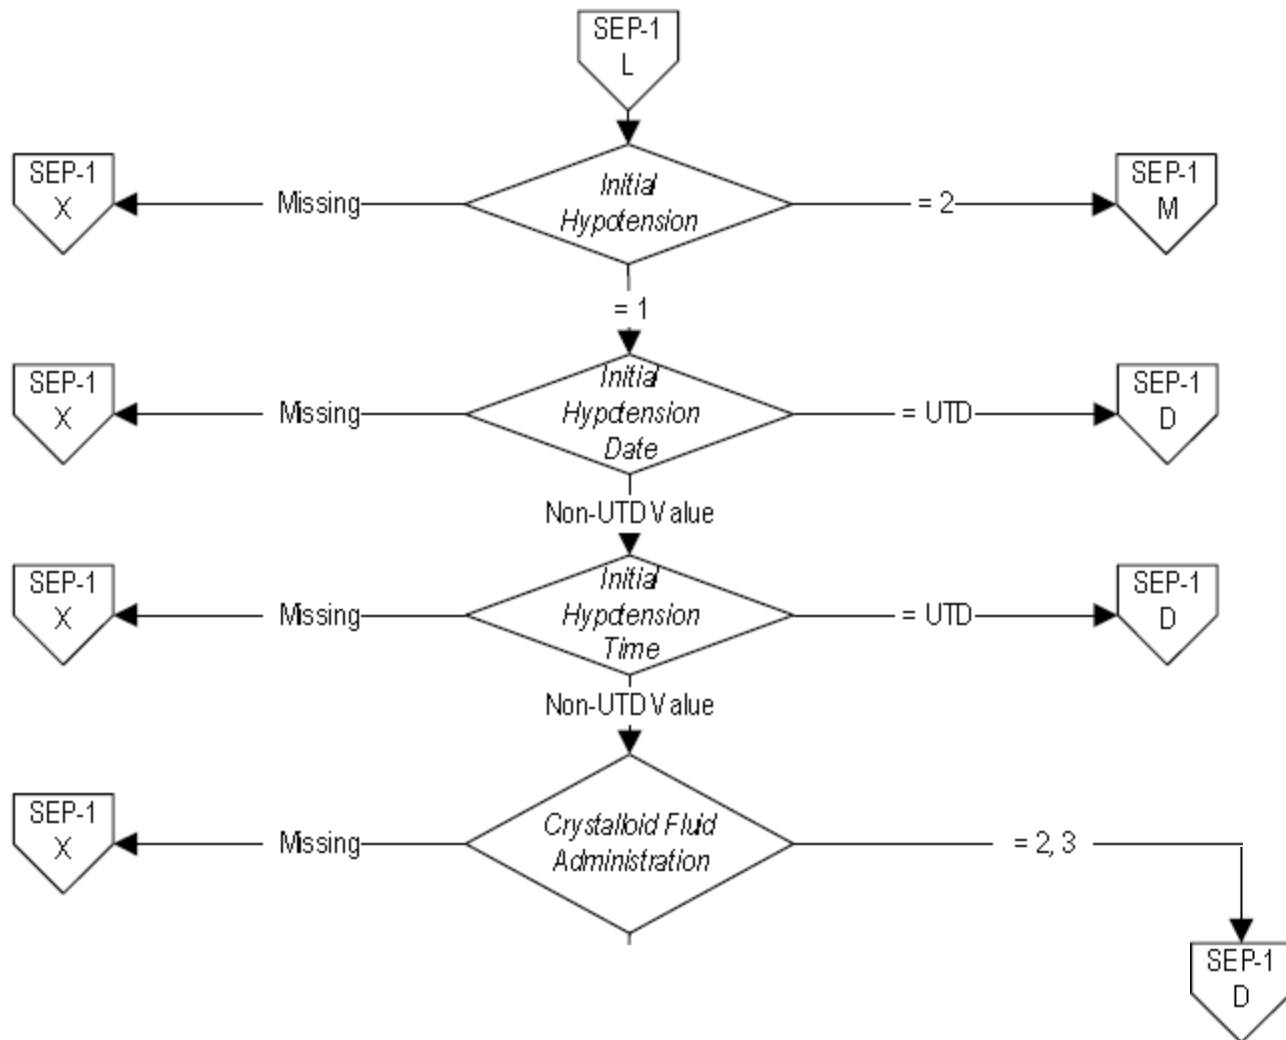 SEP-1
L
SEP-1
X
Missing
Initial
Hypotension
= 2
SEP-1
M
= 1
SEP-1
X
Missing
Initial
Hypotension
Date
= UTD
SEP-1
D
Non-UTD Value
SEP-1
X
Missing
Initial
Hypotension
Time
= UTD
SEP-1
D
Non-UTD Value
SEP-1
X
Missing
Crystalloid Fluid
Administration
= 2, 3
SEP-1
D